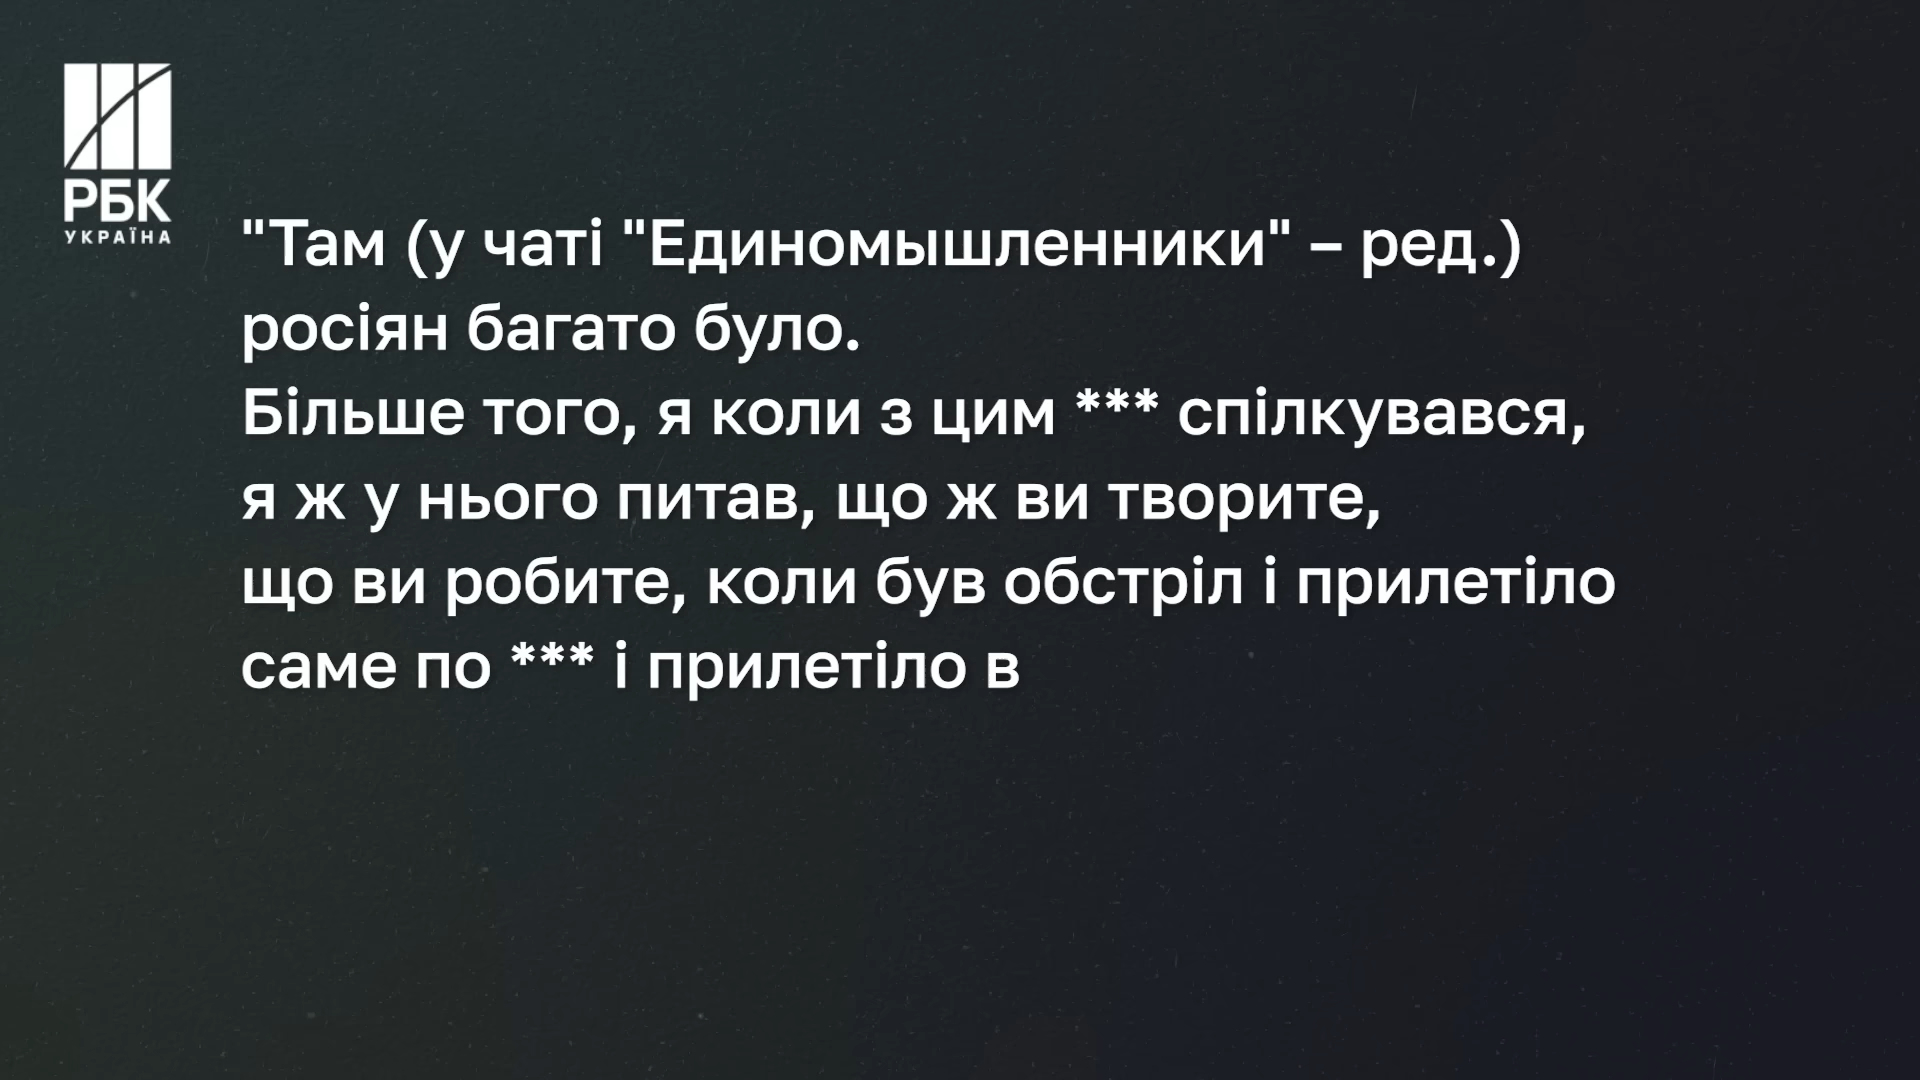 РБК
УКРАЇНА
"Там (у чаті "Единомышленники" – ред.)
росіян багато було.
Більше того, я коли з цим *** спілкувався,
я ж у нього питав, що ж ви творите,
що ви робите, коли був обстріл і прилетіло
саме по *** і прилетіло в